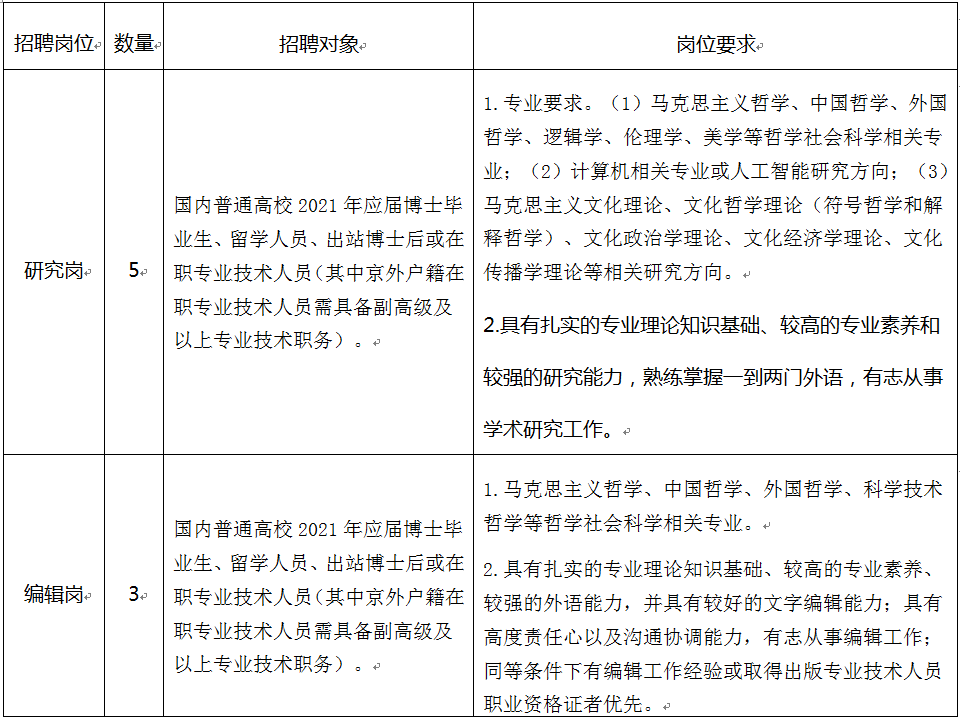 招聘岗位 数量 招聘对象 岗位要求
研究岗
5
国内普通高校 2021 年应届博士毕
业生、留学人员、出站博士后或在
职专业技术人员（其中京外户籍在
职专业技术人员需具备副高级及
以上专业技术职务）。
1.专业要求。（1）马克思主义哲学、中国哲学、外国
哲学、逻辑学、伦理学、美学等哲学社会科学相关专
业；（2）计算机相关专业或人工智能研究方向；（3）
马克思主义文化理论、文化哲学理论（符号哲学和解
释哲学）、文化政治学理论、文化经济学理论、文化
传播学理论等相关研究方向。
2.具有扎实的专业理论知识基础、较高的专业素养和
较强的研究能力，熟练掌握一到两门外语，有志从事
学术研究工作。
编辑岗
3
国内普通高校 2021 年应届博士毕
业生、留学人员、出站博士后或在
职专业技术人员（其中京外户籍在
职专业技术人员需具备副高级及
以上专业技术职务）。
1.马克思主义哲学、中国哲学、外国哲学、科学技术
哲学等哲学社会科学相关专业。
2.具有扎实的专业理论知识基础、较高的专业素养、
较强的外语能力，并具有较好的文字编辑能力；具有
高度责任心以及沟通协调能力，有志从事编辑工作；
同等条件下有编辑工作经验或取得出版专业技术人员
职业资格证者优先。